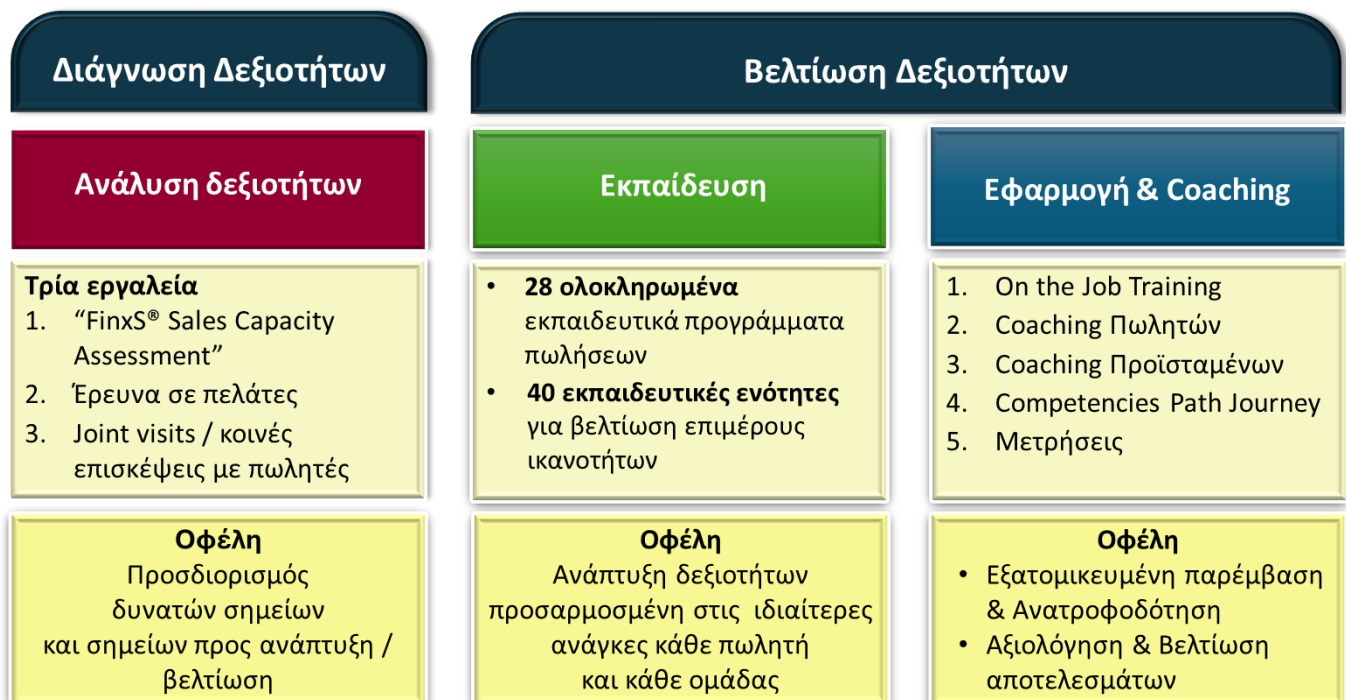 Διάγνωση Δεξιοτήτων
Βελτίωση Δεξιοτήτων
Ανάλυση δεξιοτήτων
Εκπαίδευση
Εφαρμογή & Coaching
Τρία εργαλεία
1. “FinxS® Sales Capacity
Assessment”
2. Έρευνα σε πελάτες
3. Joint visits / κοινές
επισκέψεις με πωλητές
• 28 ολοκληρωμένα
εκπαιδευτικά προγράμματα
πωλήσεων
• 40 εκπαιδευτικές ενότητες
για βελτίωση επιμέρους
ικανοτήτων
1. On the Job Training
2. Coaching Πωλητών
3. Coaching Προϊσταμένων
4. Competencies Path Journey
5. Μετρήσεις
Οφέλη
Προσδιορισμός
δυνατών σημείων
και σημείων προς ανάπτυξη /
βελτίωση
Οφέλη
Ανάπτυξη δεξιοτήτων
προσαρμοσμένη στις ιδιαίτερες
ανάγκες κάθε πωλητή
και κάθε ομάδας
Οφέλη
• Εξατομικευμένη παρέμβαση
& Ανατροφοδότηση
• Αξιολόγηση & Βελτίωση
αποτελεσμάτων